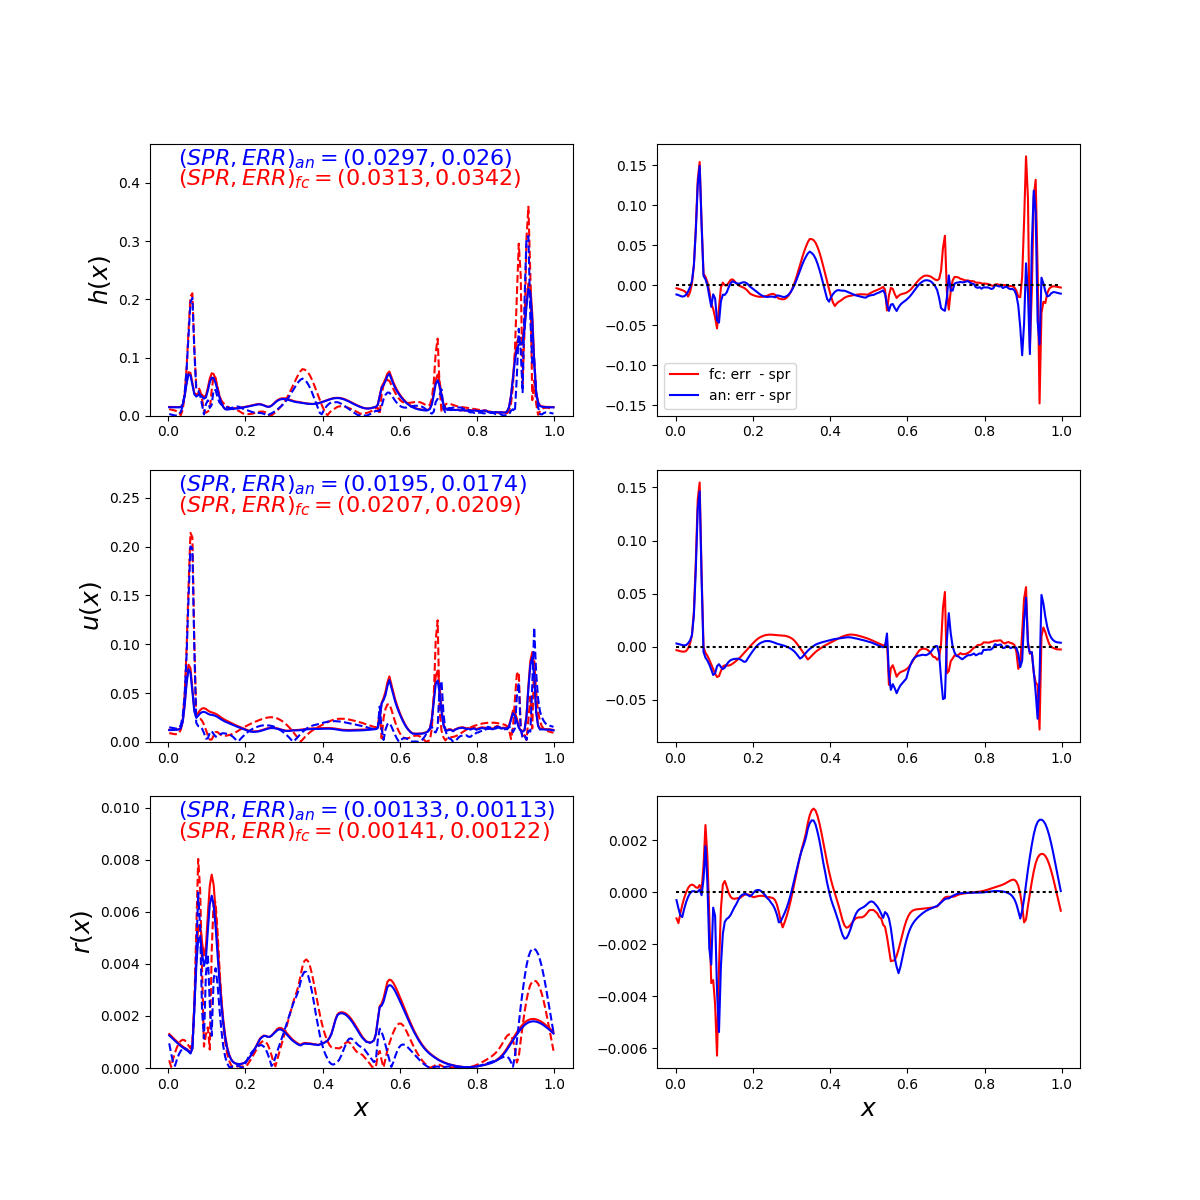 (SPR, ERR)an = (0.0297, 0.026)
(SPR, ERR)fc = (0.0313, 0.0342)
h(x)
0.4
0.3
0.2
0.1
0.0
0.0 0.2 0.4 0.6 0.8 1.0
0.15
0.10
0.05
0.00
−0.05
−0.10
−0.15
fc: err - spr
an: err - spr
0.0 0.2 0.4 0.6 0.8 1.0
(SPR, ERR)an = (0.0195, 0.0174)
(SPR, ERR)fc = (0.0207, 0.0209)
u(x)
0.25
0.20
0.15
0.10
0.05
0.00
0.0 0.2 0.4 0.6 0.8 1.0
0.15
0.10
0.05
0.00
−0.05
0.0 0.2 0.4 0.6 0.8 1.0
(SPR, ERR)an = (0.00133, 0.00113)
(SPR, ERR)fc = (0.00141, 0.00122)
r(x)
0.010
0.008
0.006
0.004
0.002
0.000
0.0 0.2 0.4 0.6 0.8 1.0
x
0.002
0.000
−0.002
−0.004
−0.006
0.0 0.2 0.4 0.6 0.8 1.0
x